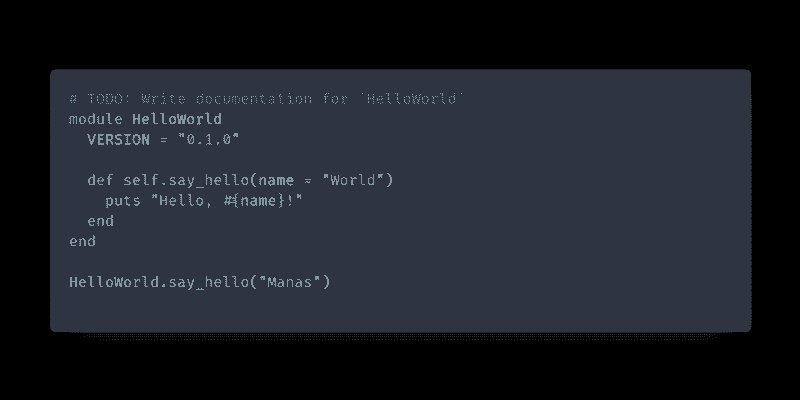 # TODO: Write documentation for `HelloWorld`
module HelloWorld
  VERSION = "0.1.0"

  def self.say_hello(name = "World")
    puts "Hello, #{name}!"
  end
end

HelloWorld.say_hello("Manas")